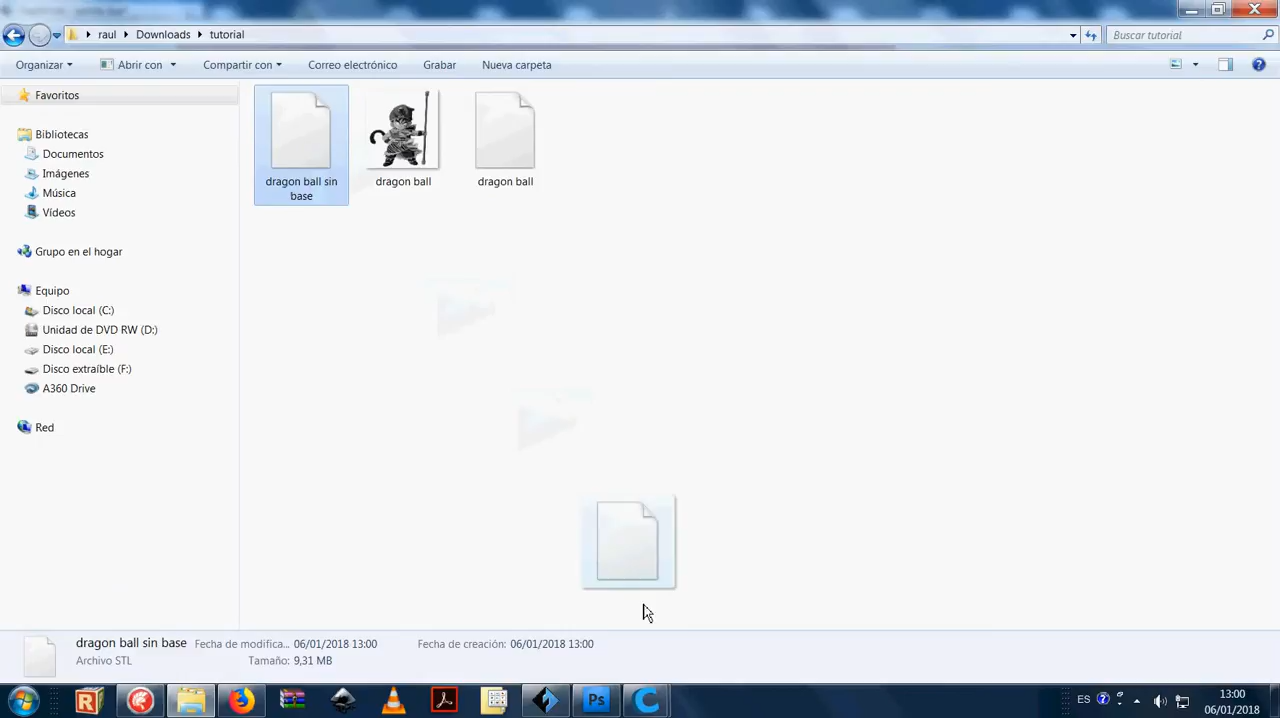 raul ▸ Downloads ▸ tutorial
Buscar tutorial
Organizar
Abrir con
Compartir con
Correo electrónico
Grabar
Nueva carpeta
Favoritos
Bibliotecas
Documentos
Imágenes
Música
Vídeos
Grupo en el hogar
Equipo
Disco local (C:)
Unidad de DVD RW (D:)
Disco local (E:)
Disco extraíble (F:)
A360 Drive
Red
dragon ball sin
base
dragon ball
dragon ball
dragon ball sin base
Fecha de modifica... 06/01/2018 13:00
Fecha de creación: 06/01/2018 13:00
Archivo STL
Tamaño: 9,31 MB
R
Ps
C
ES
13:00
06/01/2018